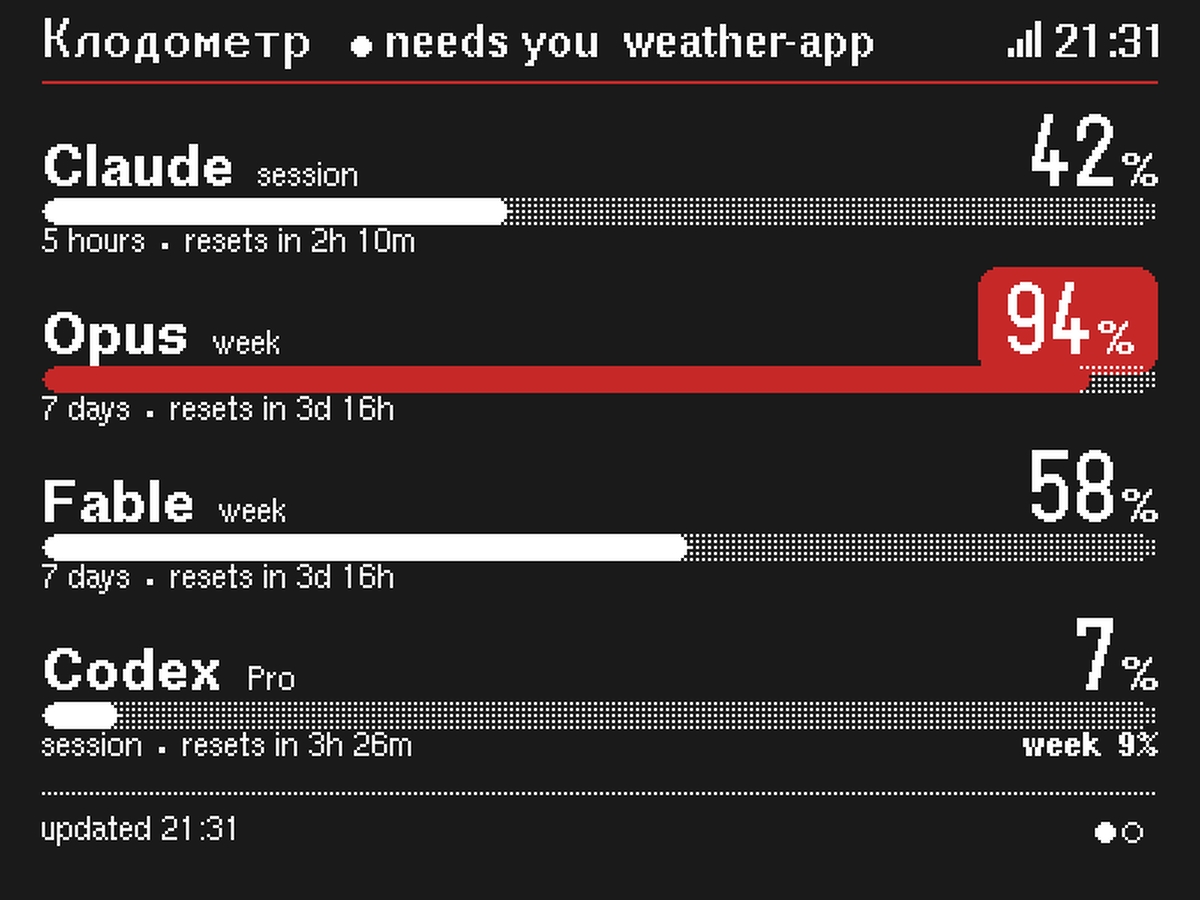 Клодометр ● needs you weather-app 21:31
Claude session 42%
5 hours · resets in 2h 10m
Opus week 94%
7 days · resets in 3d 16h
Fable week 58%
7 days · resets in 3d 16h
Codex Pro 7%
session · resets in 3h 26m week 9%
updated 21:31